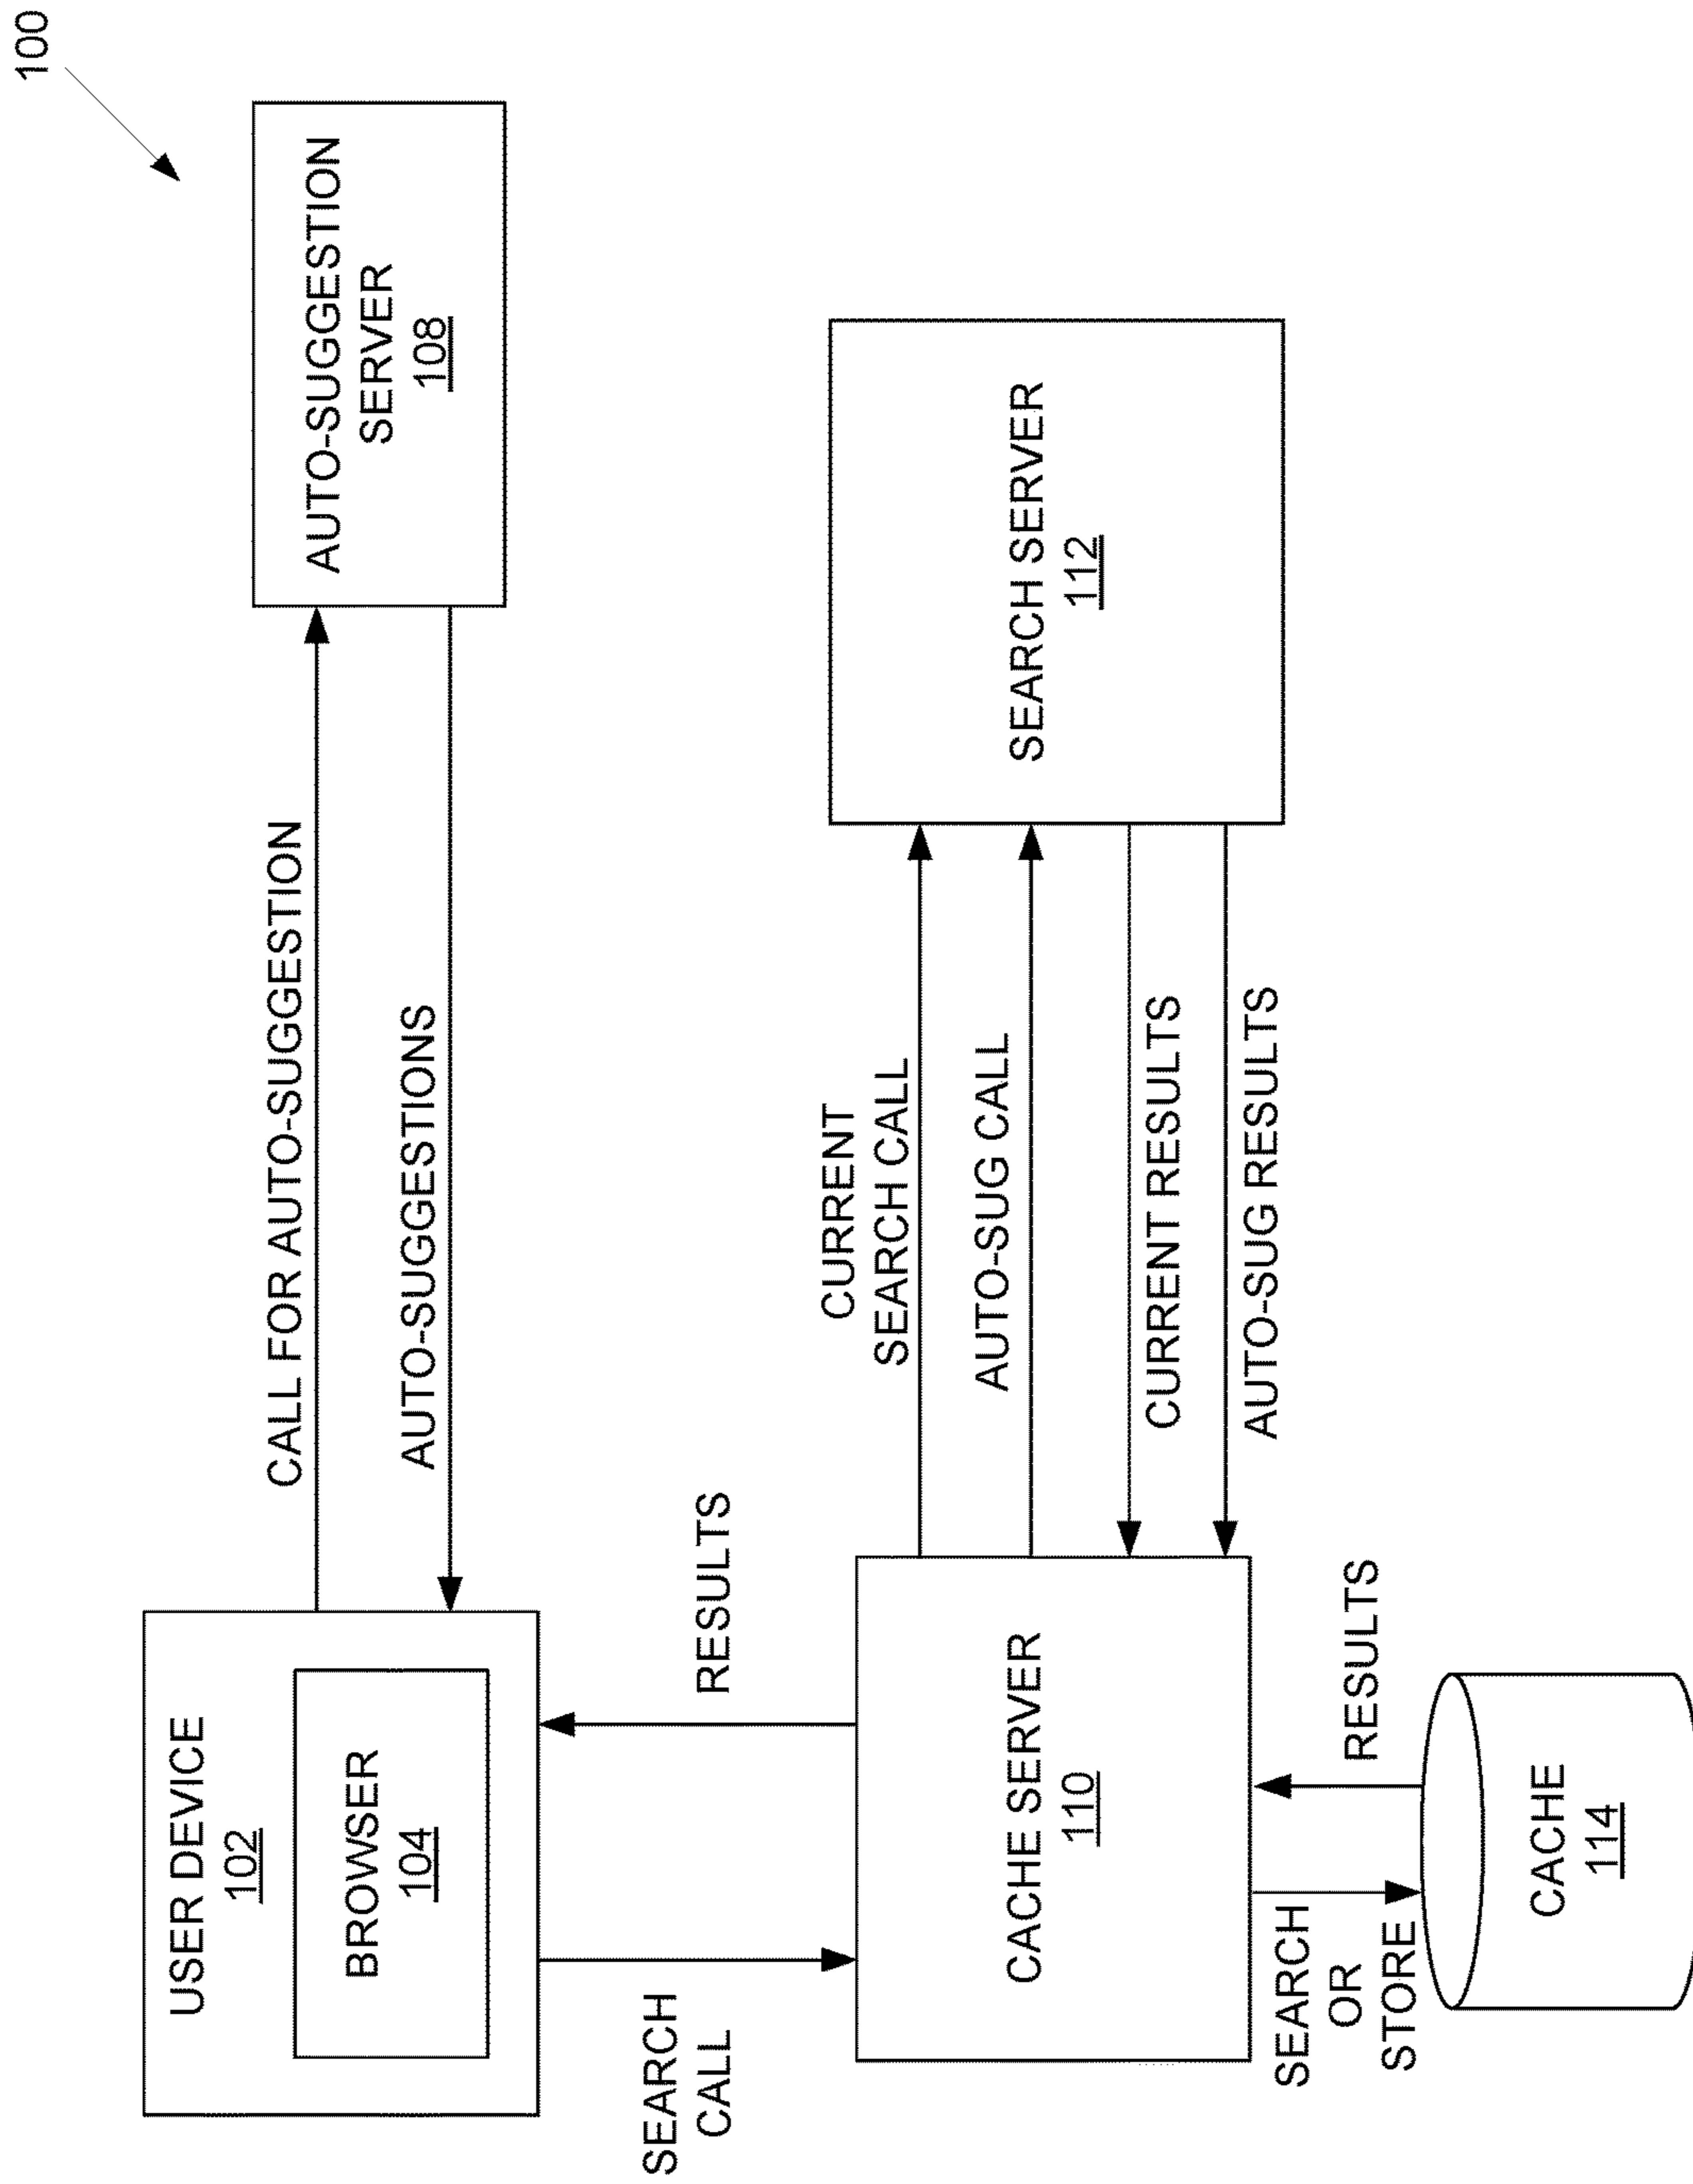 100
USER DEVICE
102
BROWSER
104
CALL FOR AUTO-SUGGESTION
AUTO-SUGGESTIONS
AUTO-SUGGESTION
SERVER
108
SEARCH
CALL
RESULTS
CACHE SERVER
110
CURRENT
SEARCH CALL
AUTO-SUG CALL
CURRENT RESULTS
AUTO-SUG RESULTS
SEARCH SERVER
112
SEARCH
OR
STORE
RESULTS
CACHE
114